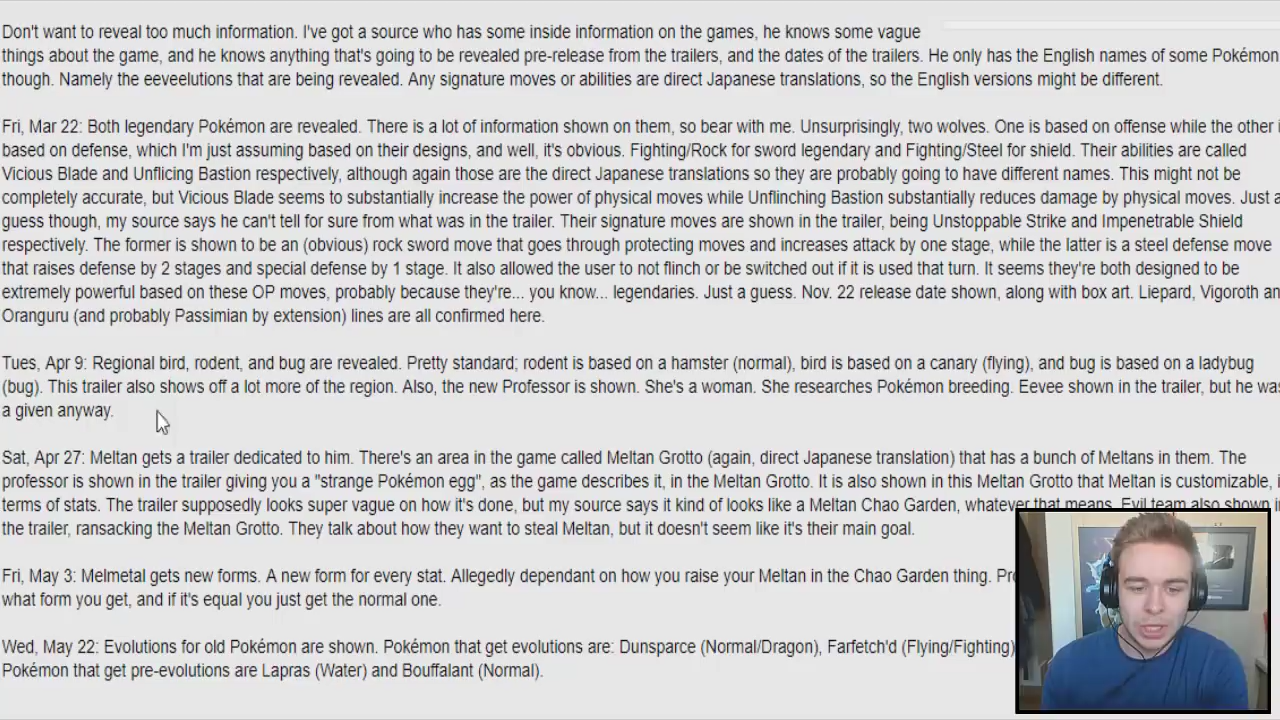 Don't want to reveal too much information. I've got a source who has some inside information on the games, he knows some vague
things about the game, and he knows anything that's going to be revealed pre-release from the trailers, and the dates of the trailers. He only has the English names of some Pokémon
though. Namely the eeveelutions that are being revealed. Any signature moves or abilities are direct Japanese translations, so the English versions might be different.
Fri, Mar 22: Both legendary Pokémon are revealed. There is a lot of information shown on them, so bear with me. Unsurprisingly, two wolves. One is based on offense while the other i
based on defense, which I'm just assuming based on their designs, and well, it's obvious. Fighting/Rock for sword legendary and Fighting/Steel for shield. Their abilities are called
Vicious Blade and Unflicing Bastion respectively, although again those are the direct Japanese translations so they are probably going to have different names. This might not be
completely accurate, but Vicious Blade seems to substantially increase the power of physical moves while Unflinching Bastion substantially reduces damage by physical moves. Just a
guess though, my source says he can't tell for sure from what was in the trailer. Their signature moves are shown in the trailer, being Unstoppable Strike and Impenetrable Shield
respectively. The former is shown to be an (obvious) rock sword move that goes through protecting moves and increases attack by one stage, while the latter is a steel defense move
that raises defense by 2 stages and special defense by 1 stage. It also allowed the user to not flinch or be switched out if it is used that turn. It seems they're both designed to be
extremely powerful based on these OP moves, probably because they're... you know... legendaries. Just a guess. Nov. 22 release date shown, along with box art. Liepard, Vigoroth an
Oranguru (and probably Passimian by extension) lines are all confirmed here.
Tues, Apr 9: Regional bird, rodent, and bug are revealed. Pretty standard; rodent is based on a hamster (normal), bird is based on a canary (flying), and bug is based on a ladybug
(bug). This trailer also shows off a lot more of the region. Also, the new Professor is shown. She's a woman. She researches Pokémon breeding. Eevee shown in the trailer, but he was
a given anyway.
Sat, Apr 27: Meltan gets a trailer dedicated to him. There's an area in the game called Meltan Grotto (again, direct Japanese translation) that has a bunch of Meltans in them. The
professor is shown in the trailer giving you a "strange Pokémon egg", as the game describes it, in the Meltan Grotto. It is also shown in this Meltan Grotto that Meltan is customizable, i
terms of stats. The trailer supposedly looks super vague on how it's done, but my source says it kind of looks like a Meltan Chao Garden, whatever that means. Evil team also shown in
the trailer, ransacking the Meltan Grotto. They talk about how they want to steal Meltan, but it doesn't seem like it's their main goal.
Fri, May 3: Melmetal gets new forms. A new form for every stat. Allegedly dependant on how you raise your Meltan in the Chao Garden thing. Pro
what form you get, and if it's equal you just get the normal one.
Wed, May 22: Evolutions for old Pokémon are shown. Pokémon that get evolutions are: Dunsparce (Normal/Dragon), Farfetch'd (Flying/Fighting)
Pokémon that get pre-evolutions are Lapras (Water) and Bouffalant (Normal).